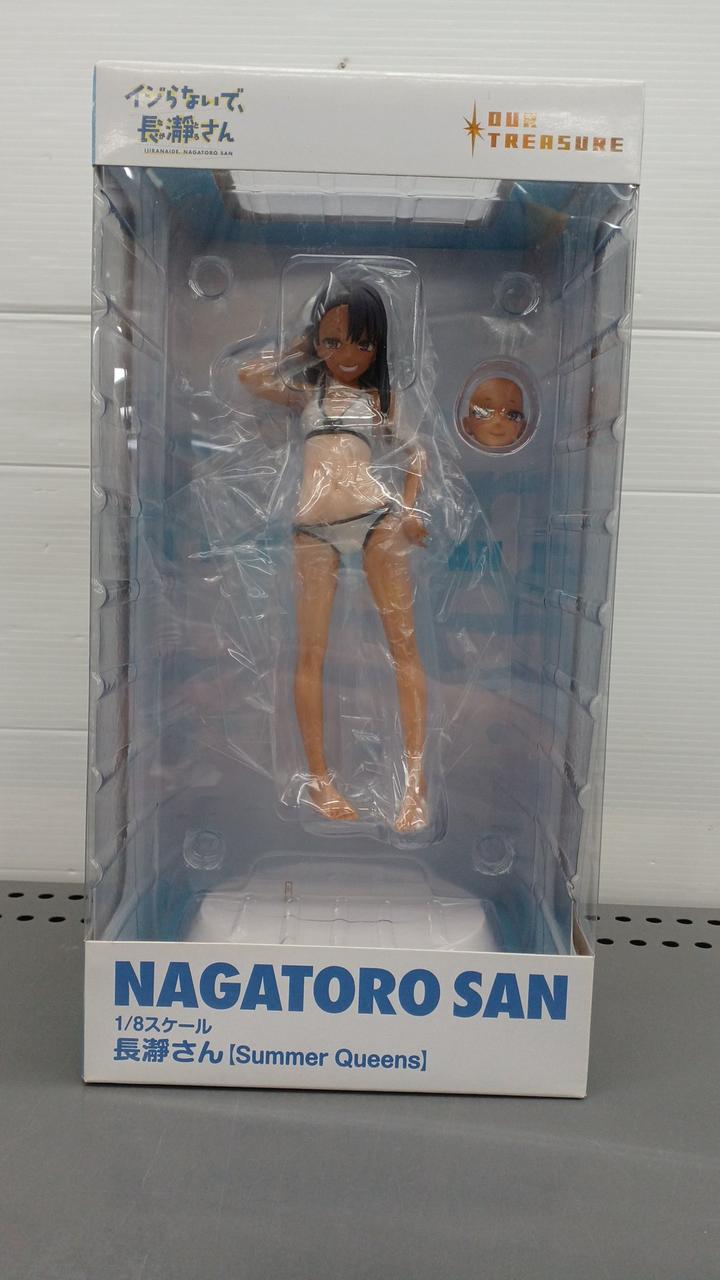 イジらないで、
長瀞さん
IJIRANAIDE, NAGATORO SAN
OUR
TREASURE
NAGATORO SAN
1/8スケール
長瀞さん【Summer Queens】